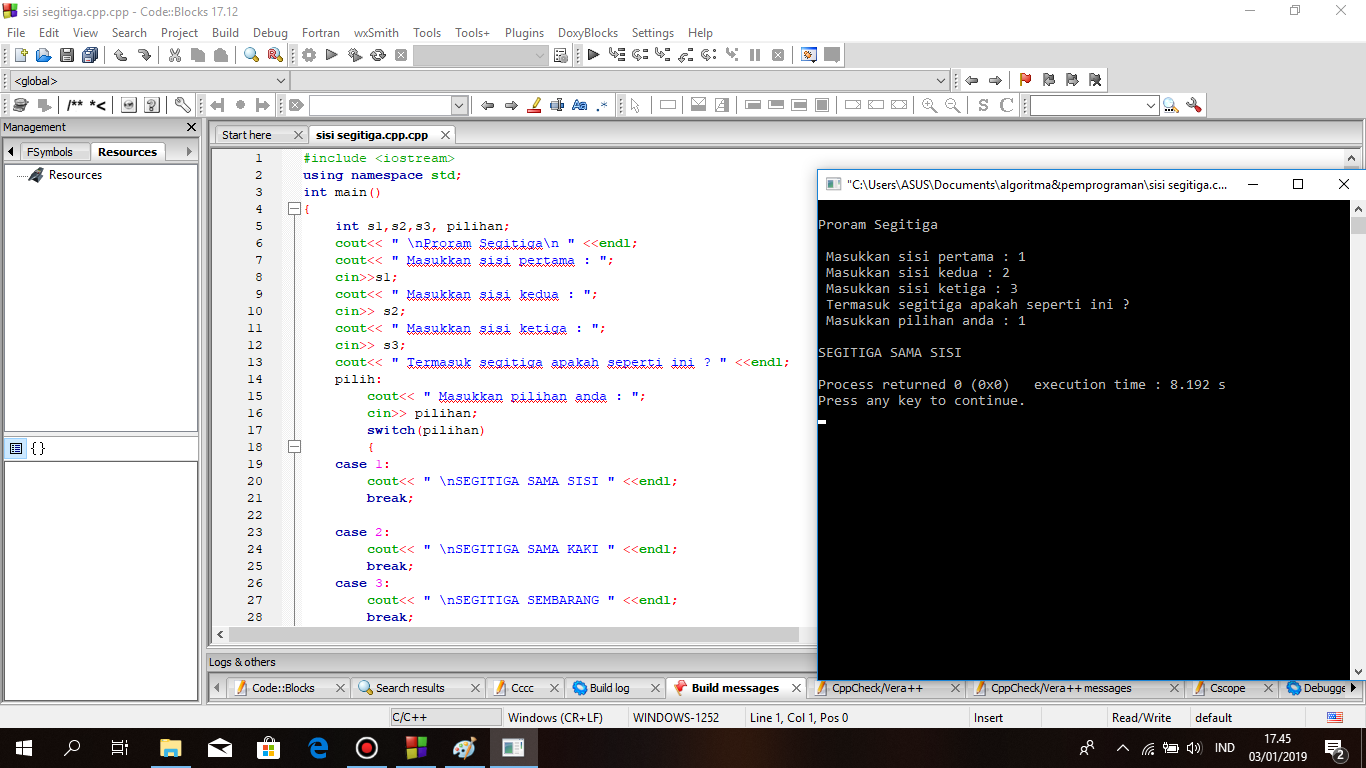 sisi segitiga.cpp.cpp - Code::Blocks 17.12
File Edit View Search Project Build Debug Fortran wxSmith Tools Tools+ Plugins DoxyBlocks Settings Help
<global>
/** *<
Aa .*
S C
Management
FSymbols Resources
Resources
{}
Start here sisi segitiga.cpp.cpp
1 #include <iostream>
2 using namespace std;
3 int main()
4 {
5 int s1,s2,s3, pilihan;
6 cout<< " \nProram Segitiga\n " <<endl;
7 cout<< " Masukkan sisi pertama : ";
8 cin>>s1;
9 cout<< " Masukkan sisi kedua : ";
10 cin>> s2;
11 cout<< " Masukkan sisi ketiga : ";
12 cin>> s3;
13 cout<< " Termasuk segitiga apakah seperti ini ? " <<endl;
14 pilih:
15 cout<< " Masukkan pilihan anda : ";
16 cin>> pilihan;
17 switch(pilihan)
18 {
19 case 1:
20 cout<< " \nSEGITIGA SAMA SISI " <<endl;
21 break;
22
23 case 2:
24 cout<< " \nSEGITIGA SAMA KAKI " <<endl;
25 break;
26 case 3:
27 cout<< " \nSEGITIGA SEMBARANG " <<endl;
28 break;
"C:\Users\ASUS\Documents\algoritma&pemprograman\sisi segitiga.c...
Proram Segitiga
Masukkan sisi pertama : 1
Masukkan sisi kedua : 2
Masukkan sisi ketiga : 3
Termasuk segitiga apakah seperti ini ?
Masukkan pilihan anda : 1
SEGITIGA SAMA SISI
Process returned 0 (0x0) execution time : 8.192 s
Press any key to continue.
Logs & others
Code::Blocks Search results Cccc Build log Build messages CppCheck/Vera++ CppCheck/Vera++ messages Cscope Debugge
C/C++ Windows (CR+LF) WINDOWS-1252 Line 1, Col 1, Pos 0 Insert Read/Write default
IND
17.45
03/01/2019
2